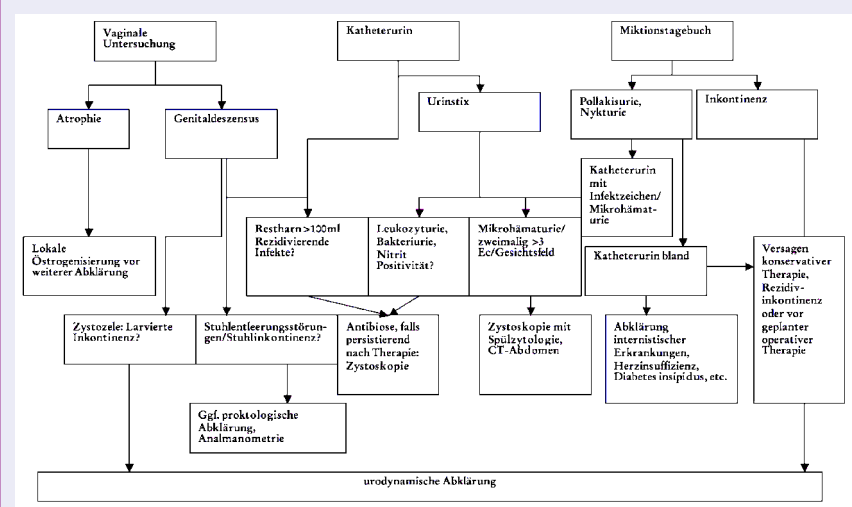 Vaginale
Untersuchung
Katheterurin
Miktionstagebuch
Atrophie
Genitaldeszensus
Urinstix
Pollakisurie,
Nykturie
Inkontinenz
Katheterurin
mit
Infektzeichen/
Mikrohämat-
urie
Lokale
Östrogenisierung vor
weiterer Abklärung
Restharn >100ml
Rezidivierende
Infekte?
Leukozyturie,
Bakteriurie,
Nitrit
Positivität?
Mikrohämaturie/
zweimalig >3
Ec/Gesichtsfeld
Katheterurin bland
Versagen
konservativer
Therapie,
Rezidiv-
inkontinenz
oder vor
geplanter
operativer
Therapie
Zystozele: Larvierte
Inkontinenz?
Stuhlentleerungsstörun-
gen/Stuhlinkontinenz?
Antibiose, falls
persistierend
nach Therapie:
Zystoskopie
Zystoskopie mit
Spülzytologie,
CT-Abdomen
Abklärung
internistischer
Erkrankungen,
Herzinsuffizienz,
Diabetes insipidus, etc.
Ggf. proktologische
Abklärung,
Analmanometrie
urodynamische Abklärung